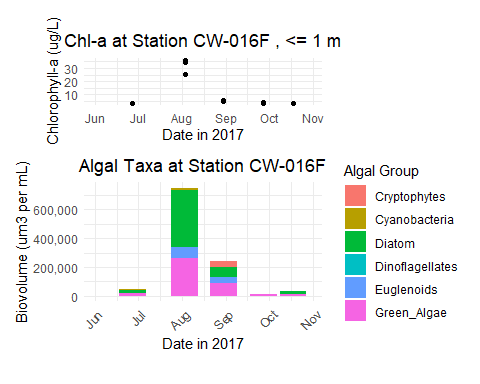 Chl-a at Station CW-016F , <= 1 m
Chlorophyll-a (ug/L)
30
20
10
Jun Jul Aug Sep Oct Nov
Date in 2017
Algal Taxa at Station CW-016F
Biovolume (um3 per mL)
600,000
400,000
200,000
0
Jun Jul Aug Sep Oct Nov
Date in 2017
Algal Group
Cryptophytes
Cyanobacteria
Diatom
Dinoflagellates
Euglenoids
Green_Algae